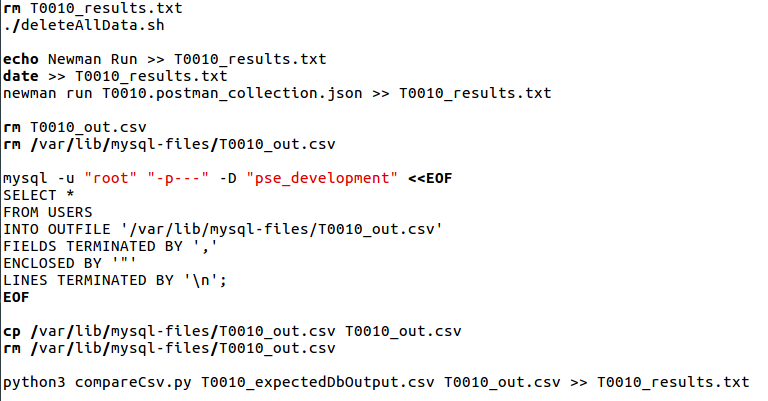 rm T0010_results.txt
./deleteAllData.sh
echo Newman Run >> T0010_results.txt
date >> T0010_results.txt
newman run T0010.postman_collection.json >> T0010_results.txt
rm T0010_out.csv
rm /var/lib/mysql-files/T0010_out.csv
mysql -u "root" "-p---" -D "pse_development" <<EOF
SELECT *
FROM USERS
INTO OUTFILE '/var/lib/mysql-files/T0010_out.csv'
FIELDS TERMINATED BY ','
ENCLOSED BY '"'
LINES TERMINATED BY '\n';
EOF
cp /var/lib/mysql-files/T0010_out.csv T0010_out.csv
rm /var/lib/mysql-files/T0010_out.csv
python3 compareCsv.py T0010_expectedDbOutput.csv T0010_out.csv >> T0010_results.txt